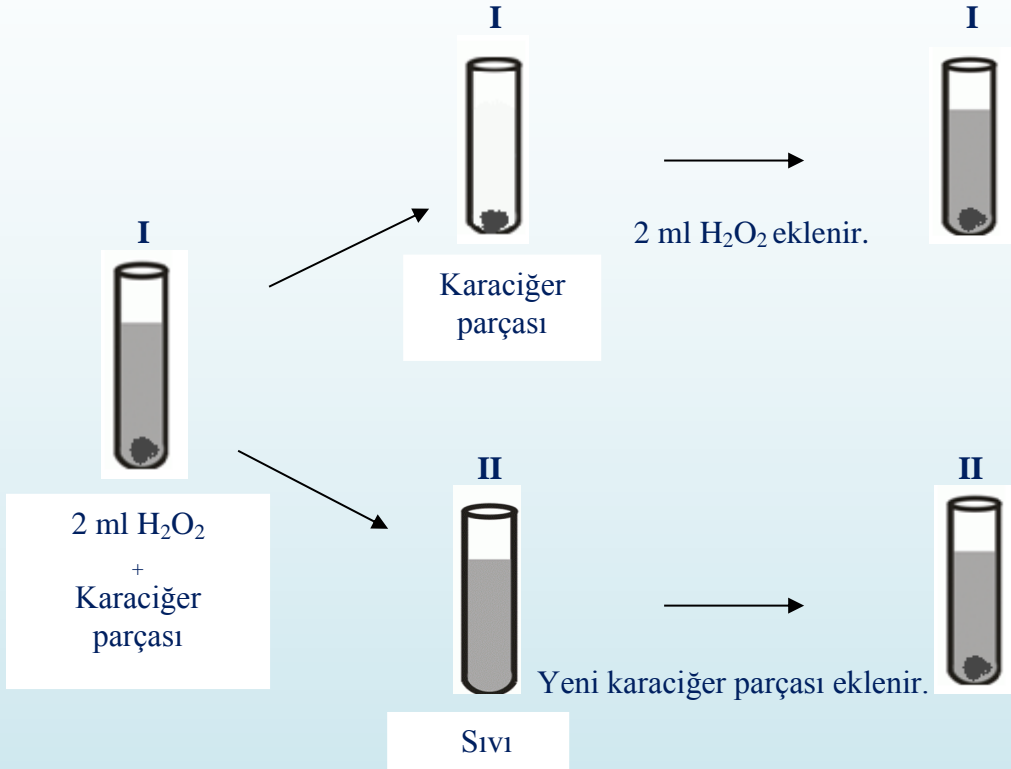 I
I
2 ml H₂O₂ eklenir.
I
Karaciğer
parçası
2 ml H₂O₂
+
Karaciğer
parçası
II
II
Yeni karaciğer parçası eklenir.
Sıvı